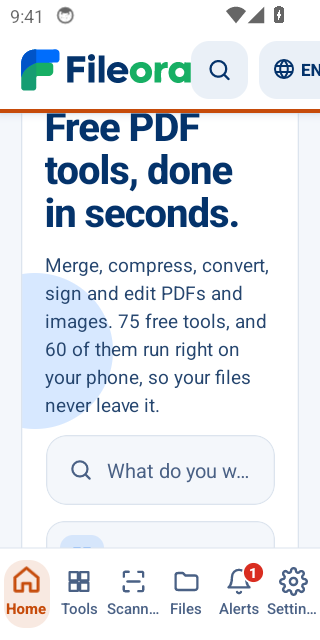 9:41
Fileora
EN
Free PDF
tools, done
in seconds.
Merge, compress, convert,
sign and edit PDFs and
images. 75 free tools, and
60 of them run right on
your phone, so your files
never leave it.
What do you w...
1
Home
Tools
Scann...
Files
Alerts
Settin...